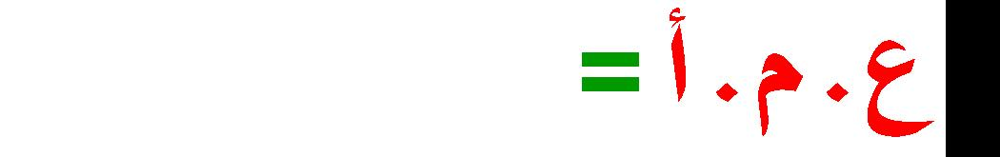 ع . م . أ =